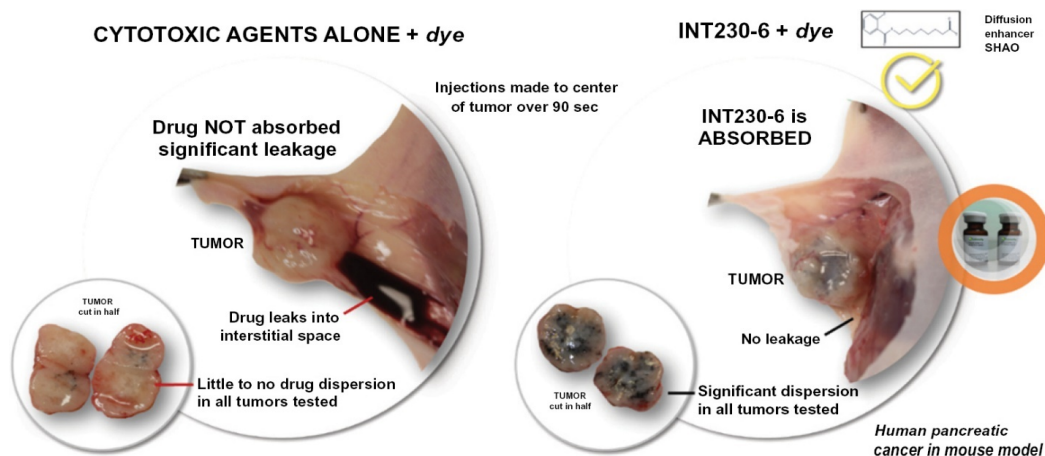 CYTOTOXIC AGENTS ALONE + dye
INT230-6 + dye
Diffusion
enhancer
SHAO
Injections made to center
of tumor over 90 sec
Drug NOT absorbed
significant leakage
INT230-6 is
ABSORBED
TUMOR
TUMOR
TUMOR
cut in half
Drug leaks into
interstitial space
No leakage
Little to no drug dispersion
in all tumors tested
TUMOR
cut in half
Significant dispersion
in all tumors tested
Human pancreatic
cancer in mouse model